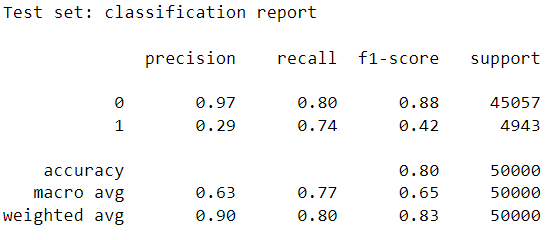 Test set: classification report
precision recall f1-score support
0 0.97 0.80 0.88 45057
1 0.29 0.74 0.42 4943
accuracy 0.80 50000
macro avg 0.63 0.77 0.65 50000
weighted avg 0.90 0.80 0.83 50000